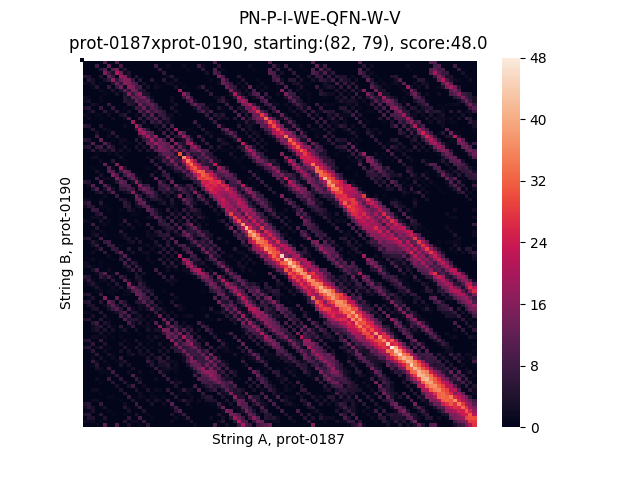 PN-P-I-WE-QFN-W-V
prot-0187xprot-0190, starting:(82, 79), score:48.0
String B, prot-0190
String A, prot-0187
48
40
32
24
16
8
0